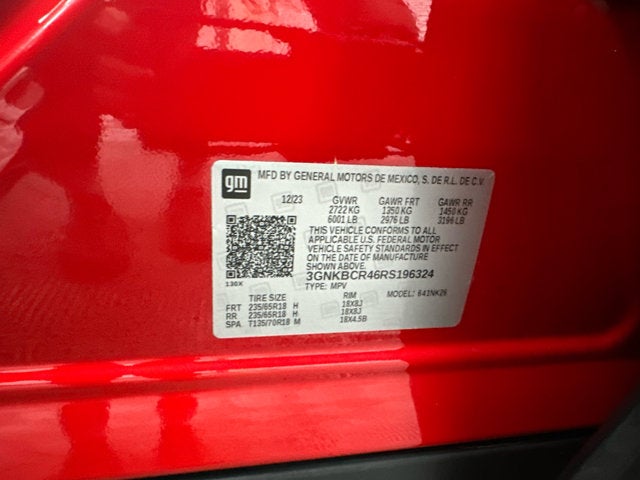 gm MFD BY GENERAL MOTORS DE MEXICO, S. DE R.L. DE C.V.
12/23 GVWR GAWR FRT GAWR RR
2722 KG 1350 KG 1450 KG
6001 LB 2976 LB 3196 LB
THIS VEHICLE CONFORMS TO ALL
APPLICABLE U.S. FEDERAL MOTOR
VEHICLE SAFETY STANDARDS IN EFFECT
ON THE DATE OF MANUFACTURE
SHOWN ABOVE.
3GNKBCR46RS196324
130X TYPE: MPV MODEL: 641NK26
TIRE SIZE RIM
FRT 235/65R18 H 18X8J
RR 235/65R18 H 18X8J
SPA T135/70R18 M 18X4.5B